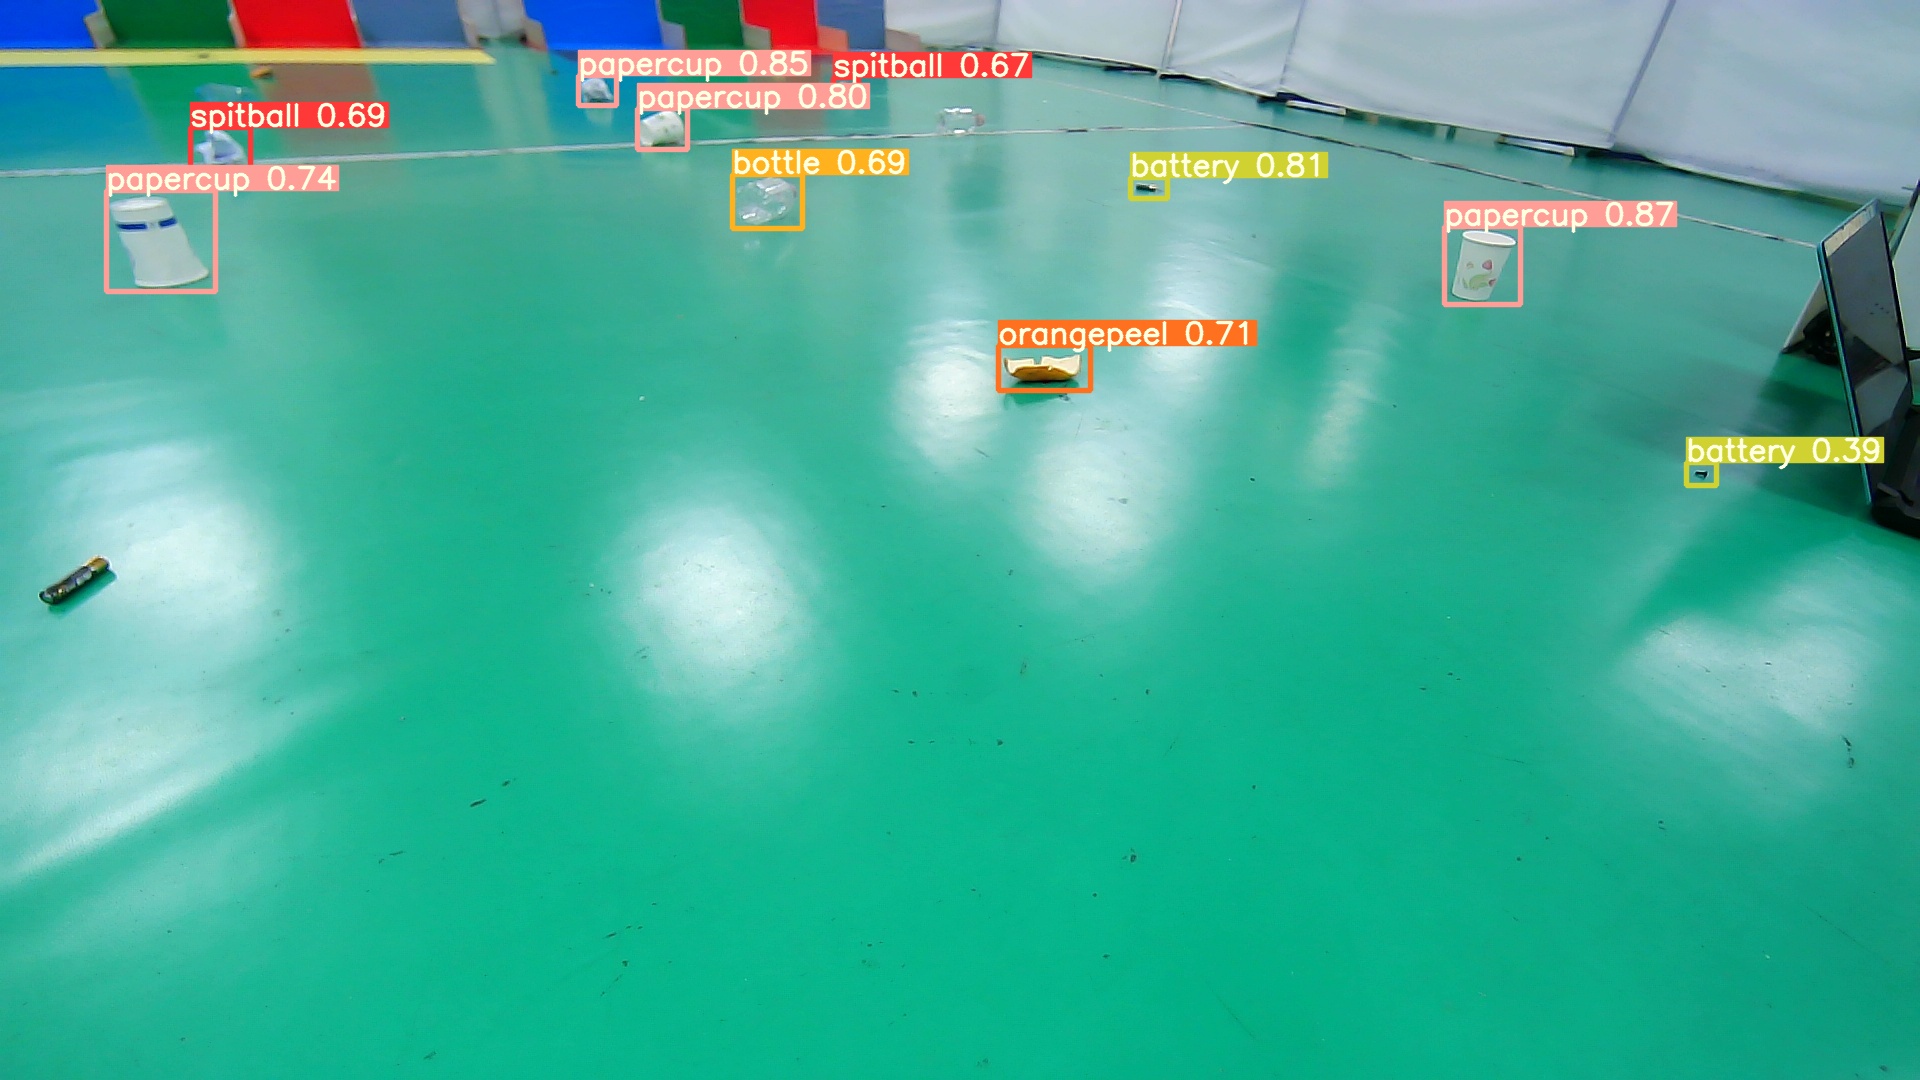 papercup 0.85
spitball 0.67
papercup 0.80
spitball 0.69
bottle 0.69
battery 0.81
papercup 0.74
papercup 0.87
orangepeel 0.71
battery 0.39